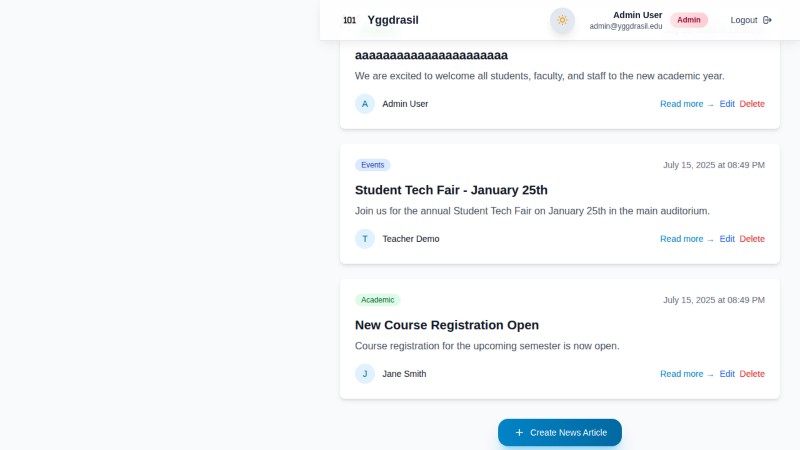 101 Yggdrasil
Admin User
admin@yggdrasil.edu
Admin
Logout
aaaaaaaaaaaaaaaaaaaaaa
We are excited to welcome all students, faculty, and staff to the new academic year.
A Admin User Read more → Edit Delete
Events July 15, 2025 at 08:49 PM
Student Tech Fair - January 25th
Join us for the annual Student Tech Fair on January 25th in the main auditorium.
T Teacher Demo Read more → Edit Delete
Academic July 15, 2025 at 08:49 PM
New Course Registration Open
Course registration for the upcoming semester is now open.
J Jane Smith Read more → Edit Delete
+ Create News Article